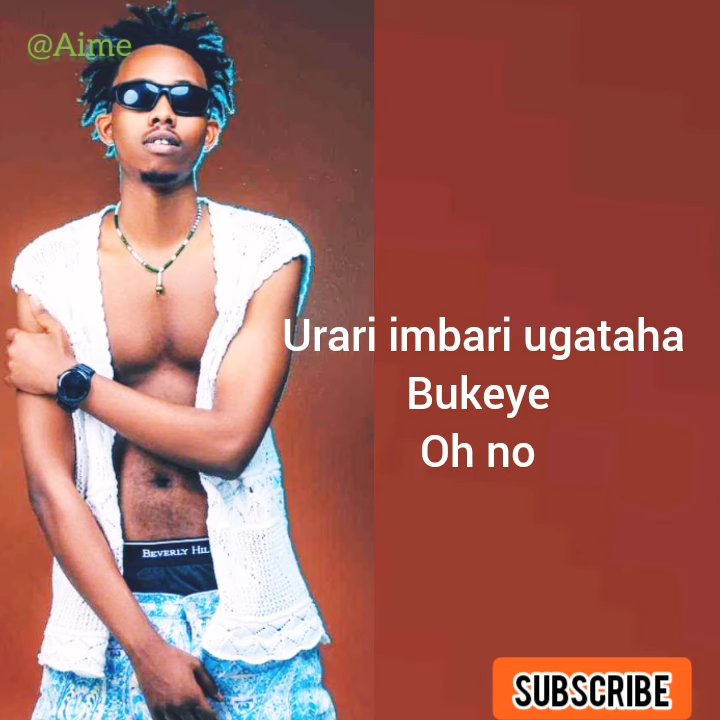 @Aime
Urari imbari ugataha
Bukeye
Oh no
BEVERLY HIL
SUBSCRIBE